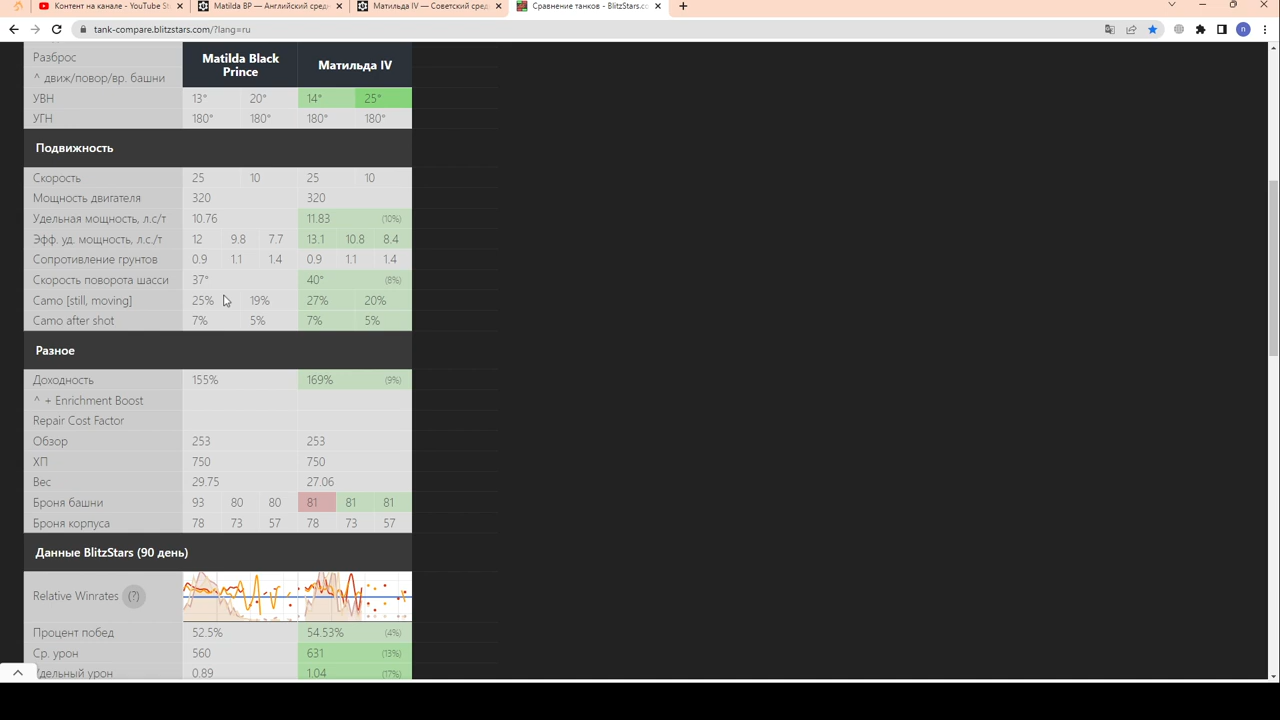 Контент на канале - YouTube St
Matilda BP — Английский средн
Матильда IV — Советский сред
Сравнение танков - BlitzStars.co
tank-compare.blitzstars.com/?lang=ru
n
Разброс
Matilda Black Prince
Матильда IV
^ движ/повор/вр. башни
УВН 13° 20° 14° 25°
УГН 180° 180° 180° 180°
Подвижность
Скорость 25 10 25 10
Мощность двигателя 320 320
Удельная мощность, л.с/т 10.76 11.83 (10%)
Эфф. уд. мощность, л.с./т 12 9.8 7.7 13.1 10.8 8.4
Сопротивление грунтов 0.9 1.1 1.4 0.9 1.1 1.4
Скорость поворота шасси 37° 40° (8%)
Camo [still, moving] 25% 19% 27% 20%
Camo after shot 7% 5% 7% 5%
Разное
Доходность 155% 169% (9%)
^ + Enrichment Boost
Repair Cost Factor
Обзор 253 253
ХП 750 750
Вес 29.75 27.06
Броня башни 93 80 80 81 81 81
Броня корпуса 78 73 57 78 73 57
Данные BlitzStars (90 день)
Relative Winrates (?)
Процент побед 52.5% 54.53% (4%)
Ср. урон 560 631 (13%)
Удельный урон 0.89 1.04 (17%)